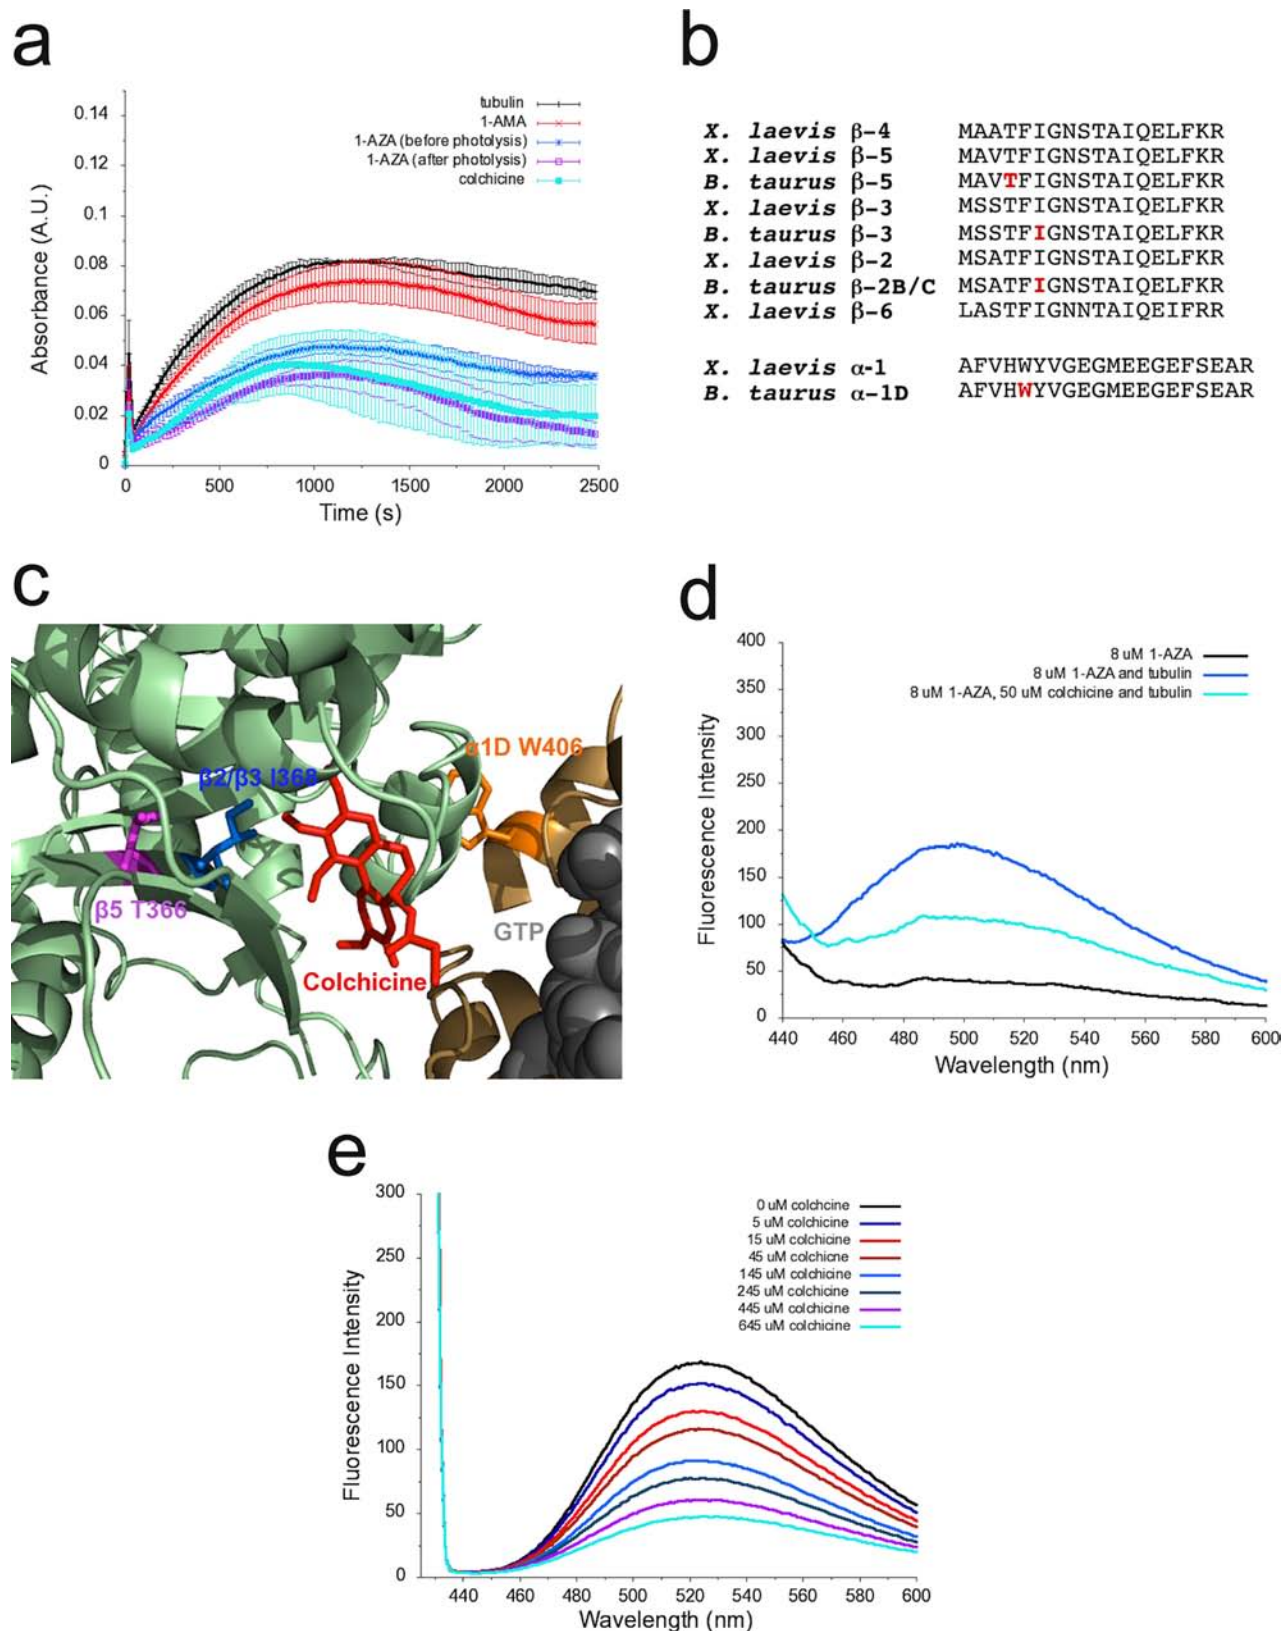 a
0.14
0.12
0.1
0.08
0.06
0.04
0.02
0
Absorbance (A.U.)
tubulin
1-AMA
1-AZA (before photolysis)
1-AZA (after photolysis)
colchicine
0 500 1000 1500 2000 2500
Time (s)
b
X. laevis β-4 MAATFIGNSTAIQELFKR
X. laevis β-5 MAVTFIGNSTAIQELFKR
B. taurus β-5 MAVTFIGNSTAIQELFKR
X. laevis β-3 MSSTFIGNSTAIQELFKR
B. taurus β-3 MSSTFIGNSTAIQELFKR
X. laevis β-2 MSATFIGNSTAIQELFKR
B. taurus β-2B/C MSATFIGNSTAIQELFKR
X. laevis β-6 LASTFIGNNTAIQEIFRR
X. laevis α-1 AFVHWYVGEGMEEGEFSEAR
B. taurus α-1D AFVHWYVGEGMEEGEFSEAR
c
α1D W406
β2/β3 I368
β5 T366
GTP
Colchicine
d
400
350
300
250
200
150
100
50
0
Fluorescence Intensity
8 uM 1-AZA
8 uM 1-AZA and tubulin
8 uM 1-AZA, 50 uM colchicine and tubulin
440 460 480 500 520 540 560 580 600
Wavelength (nm)
e
300
250
200
150
100
50
0
Fluorescence Intensity
0 uM colchcine
5 uM colchicine
15 uM colchicine
45 uM colchicne
145 uM colchicine
245 uM colchicine
445 uM colchicine
645 uM colchicine
440 460 480 500 520 540 560 580 600
Wavelength (nm)